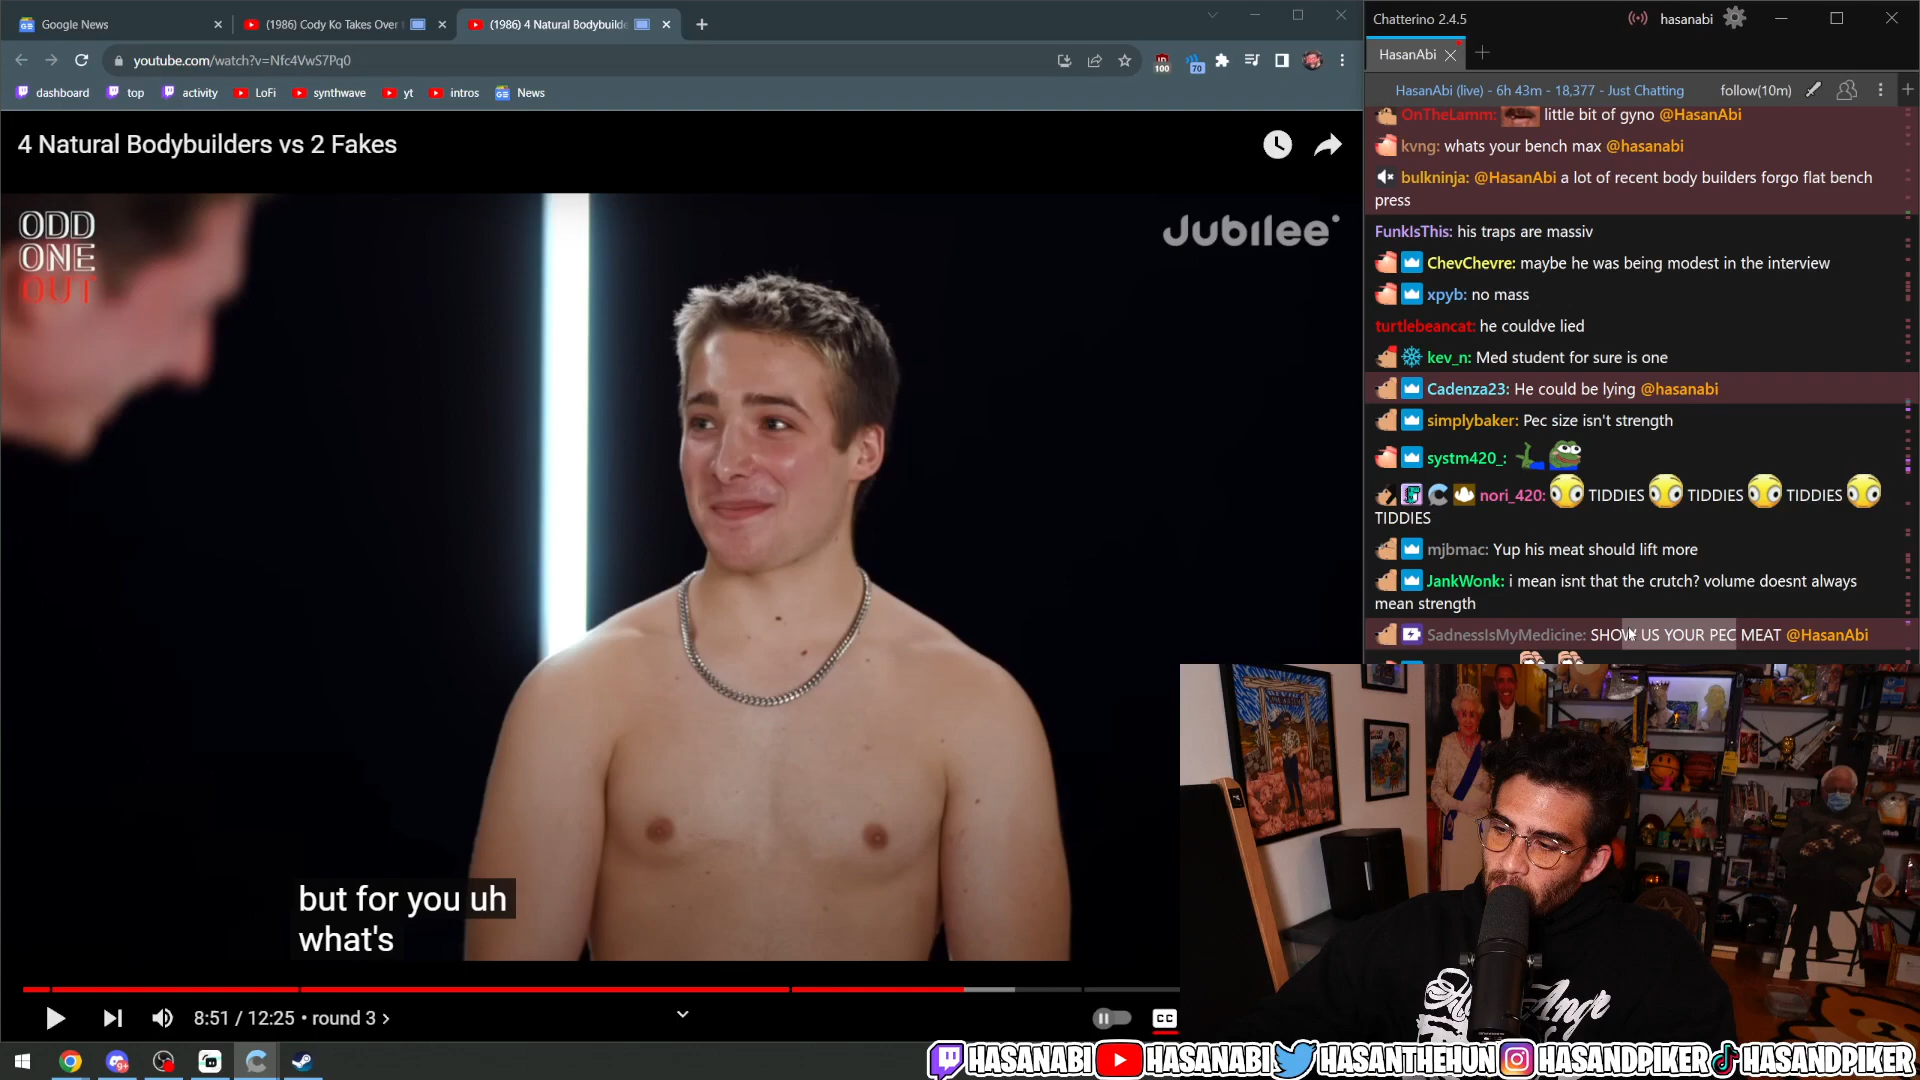 Google News
(1986) Cody Ko Takes Over
(1986) 4 Natural Bodybuilde
youtube.com/watch?v=Nfc4VwS7Pq0
100
70
dashboard
top
activity
LoFi
synthwave
yt
intros
News
4 Natural Bodybuilders vs 2 Fakes
ODD
ONE
OUT
Jubilee
but for you uh
what's
8:51 / 12:25 • round 3 >
CC
Chatterino 2.4.5
hasanabi
HasanAbi
HasanAbi (live) - 6h 43m - 18,377 - Just Chatting
follow(10m)
OnTheLamm: little bit of gyno @HasanAbi
kvng: whats your bench max @hasanabi
bulkninja: @HasanAbi a lot of recent body builders forgo flat bench
press
FunkIsThis: his traps are massiv
ChevChevre: maybe he was being modest in the interview
xpyb: no mass
turtlebeancat: he couldve lied
kev_n: Med student for sure is one
Cadenza23: He could be lying @hasanabi
simplybaker: Pec size isn't strength
systm420_:
nori_420: TIDDIES TIDDIES TIDDIES
TIDDIES
mjbmac: Yup his meat should lift more
JankWonk: i mean isnt that the crutch? volume doesnt always
mean strength
SadnessIsMyMedicine: SHOW US YOUR PEC MEAT @HasanAbi
HASANABI
HASANABI
HASANTHEHUN
HASANDPIKER
HASANDPIKER